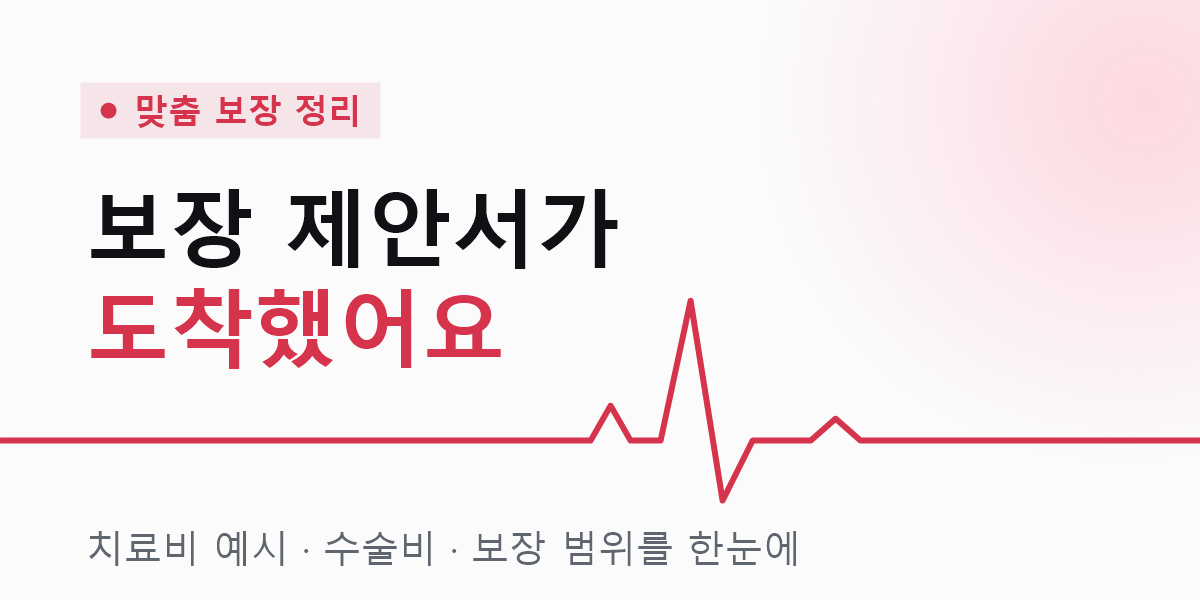 맞춤 보장 정리
보장 제안서가
도착했어요
치료비 예시 · 수술비 · 보장 범위를 한눈에